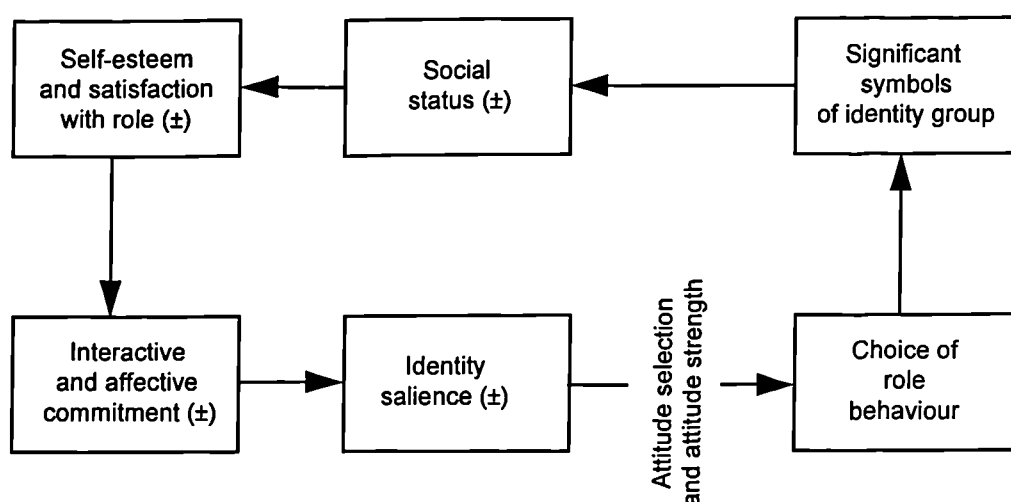 Self-esteem
and satisfaction
with role (±)
Social
status (±)
Significant
symbols
of identity group
Interactive
and affective
commitment (±)
Identity
salience (±)
Attitude selection
and attitude strength
Choice of
role
behaviour